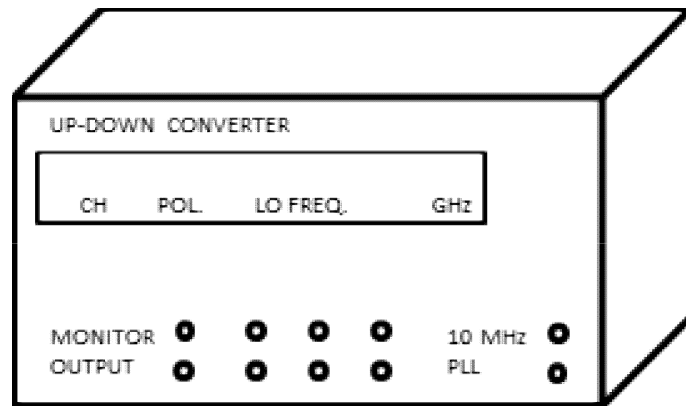 UP-DOWN CONVERTER
CH POL. LO FREQ. GHz
MONITOR 10 MHz
OUTPUT PLL